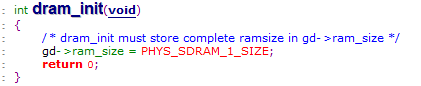 : int dram_init(void)
: {
: /* dram_init must store complete ramsize in gd->ram_size */
: gd->ram_size = PHYS_SDRAM_1_SIZE;
: return 0;
: }